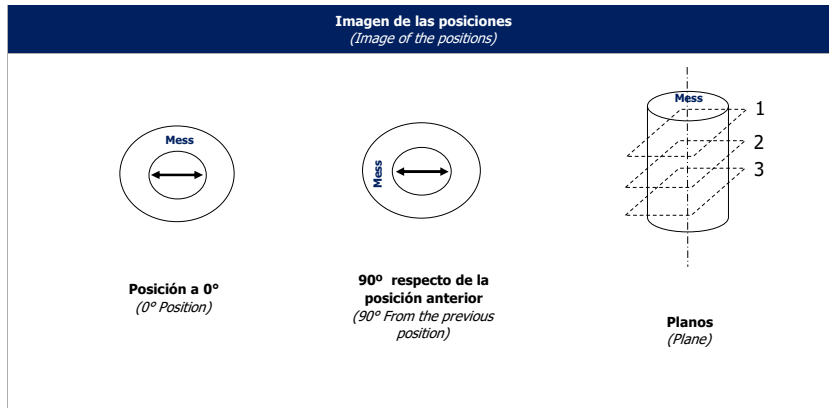 Imagen de las posiciones
(Image of the positions)
Mess
Posición a 0°
(0° Position)
Mess
90º respecto de la
posición anterior
(90° From the previous
position)
Mess
1
2
3
Planos
(Plane)